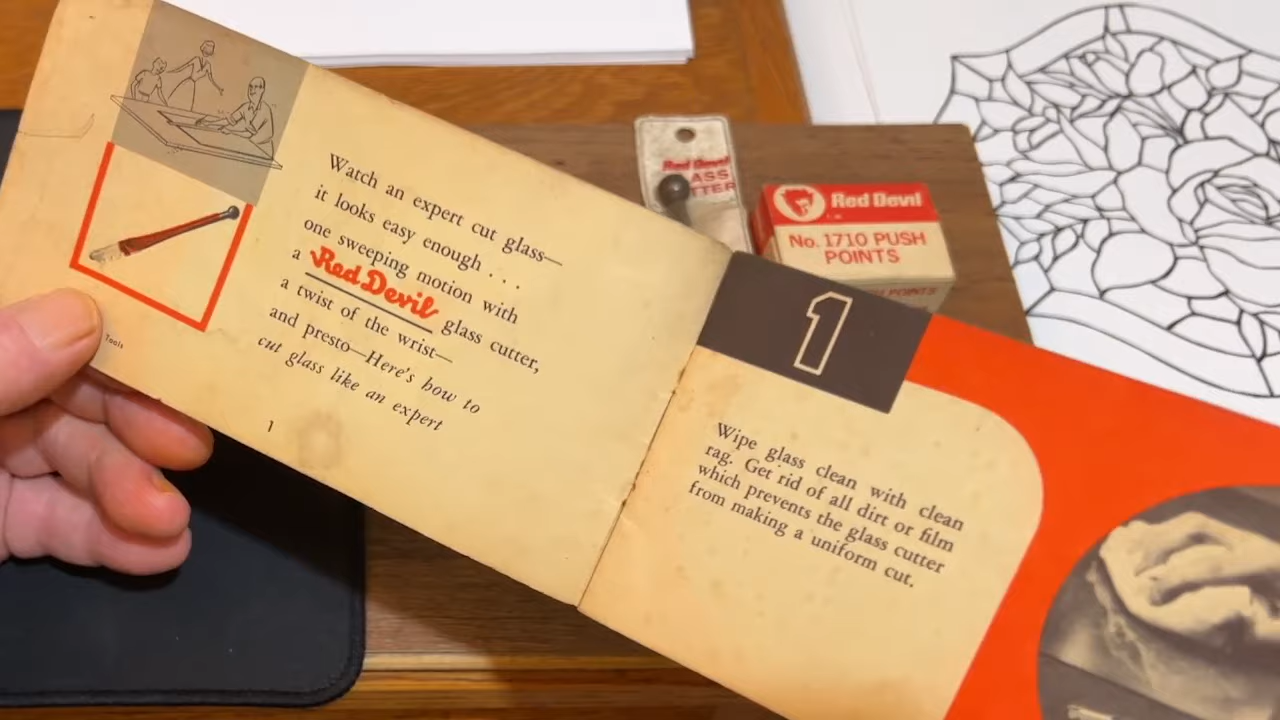 Watch an expert cut glass—
it looks easy enough . . .
one sweeping motion with
a Red Devil glass cutter,
a twist of the wrist—
and presto—Here's how to
cut glass like an expert
Tools
1
1
Wipe glass clean with clean
rag. Get rid of all dirt or film
which prevents the glass cutter
from making a uniform cut.
Red Devil
Red Devil
No. 1710 PUSH
POINTS
POINTS